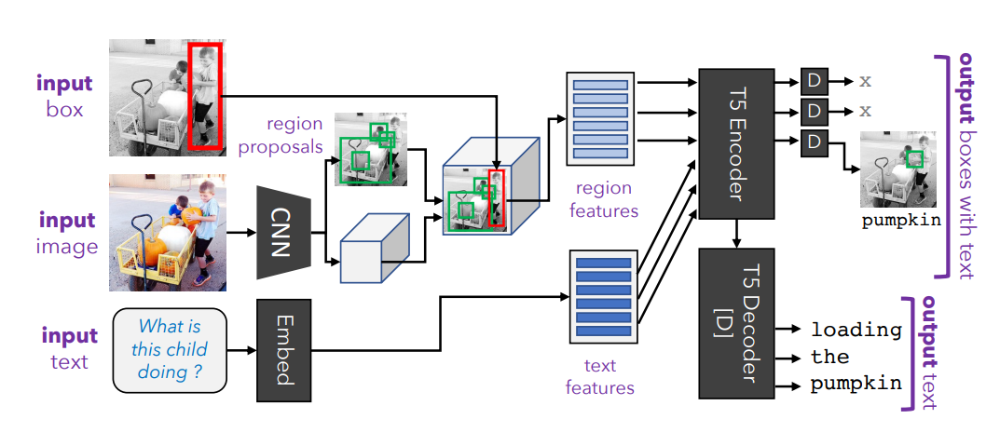 input
box
region
proposals
input
image
CNN
input
text
What is
this child
doing ?
Embed
region
features
text
features
T5 Encoder
T5 Decoder
[D]
D
x
D
x
D
pumpkin
output boxes with text
loading
the
pumpkin
output text